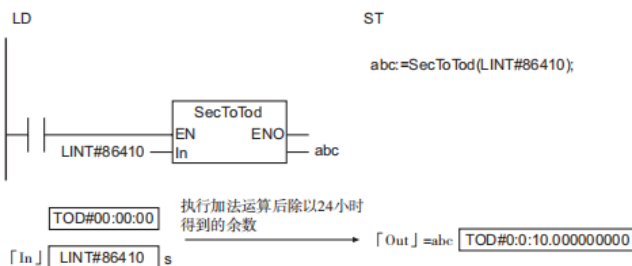 LD
ST
abc:=SecToTod(LINT#86410);
SecToTod
EN ENO
LINT#86410 In abc
TOD#00:00:00
执行加法运算后除以24小时
得到的余数
「In」 LINT#86410 s
「Out」=abc TOD#0:0:10.000000000